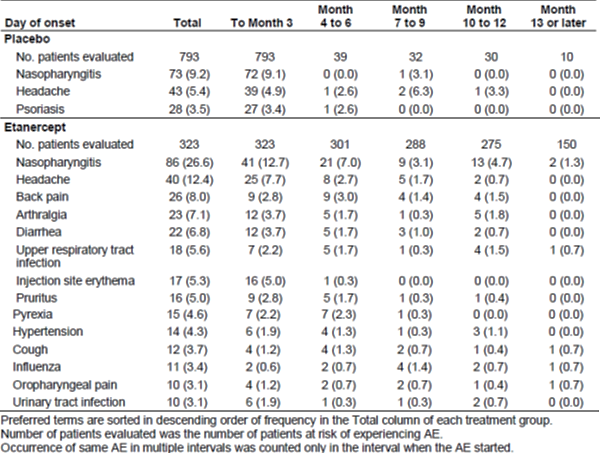 Day of onset Total To Month 3 Month 4 to 6 Month 7 to 9 Month 10 to 12 Month 13 or later
Placebo
No. patients evaluated 793 793 39 32 30 10
Nasopharyngitis 73 (9.2) 72 (9.1) 0 (0.0) 1 (3.1) 0 (0.0) 0 (0.0)
Headache 43 (5.4) 39 (4.9) 1 (2.6) 2 (6.3) 1 (3.3) 0 (0.0)
Psoriasis 28 (3.5) 27 (3.4) 1 (2.6) 0 (0.0) 0 (0.0) 0 (0.0)
Etanercept
No. patients evaluated 323 323 301 288 275 150
Nasopharyngitis 86 (26.6) 41 (12.7) 21 (7.0) 9 (3.1) 13 (4.7) 2 (1.3)
Headache 40 (12.4) 25 (7.7) 8 (2.7) 5 (1.7) 2 (0.7) 0 (0.0)
Back pain 26 (8.0) 9 (2.8) 9 (3.0) 4 (1.4) 4 (1.5) 0 (0.0)
Arthralgia 23 (7.1) 12 (3.7) 5 (1.7) 1 (0.3) 5 (1.8) 0 (0.0)
Diarrhea 22 (6.8) 12 (3.7) 5 (1.7) 3 (1.0) 2 (0.7) 0 (0.0)
Upper respiratory tract 18 (5.6) 7 (2.2) 5 (1.7) 1 (0.3) 4 (1.5) 1 (0.7)
infection
Injection site erythema 17 (5.3) 16 (5.0) 1 (0.3) 0 (0.0) 0 (0.0) 0 (0.0)
Pruritus 16 (5.0) 9 (2.8) 5 (1.7) 1 (0.3) 1 (0.4) 0 (0.0)
Pyrexia 15 (4.6) 7 (2.2) 7 (2.3) 1 (0.3) 0 (0.0) 0 (0.0)
Hypertension 14 (4.3) 6 (1.9) 4 (1.3) 1 (0.3) 3 (1.1) 0 (0.0)
Cough 12 (3.7) 4 (1.2) 4 (1.3) 2 (0.7) 1 (0.4) 1 (0.7)
Influenza 11 (3.4) 2 (0.6) 2 (0.7) 4 (1.4) 2 (0.7) 1 (0.7)
Oropharyngeal pain 10 (3.1) 4 (1.2) 2 (0.7) 2 (0.7) 1 (0.4) 1 (0.7)
Urinary tract infection 10 (3.1) 6 (1.9) 1 (0.3) 1 (0.3) 2 (0.7) 0 (0.0)
Preferred terms are sorted in descending order of frequency in the Total column of each treatment group.
Number of patients evaluated was the number of patients at risk of experiencing AE.
Occurrence of same AE in multiple intervals was counted only in the interval when the AE started.